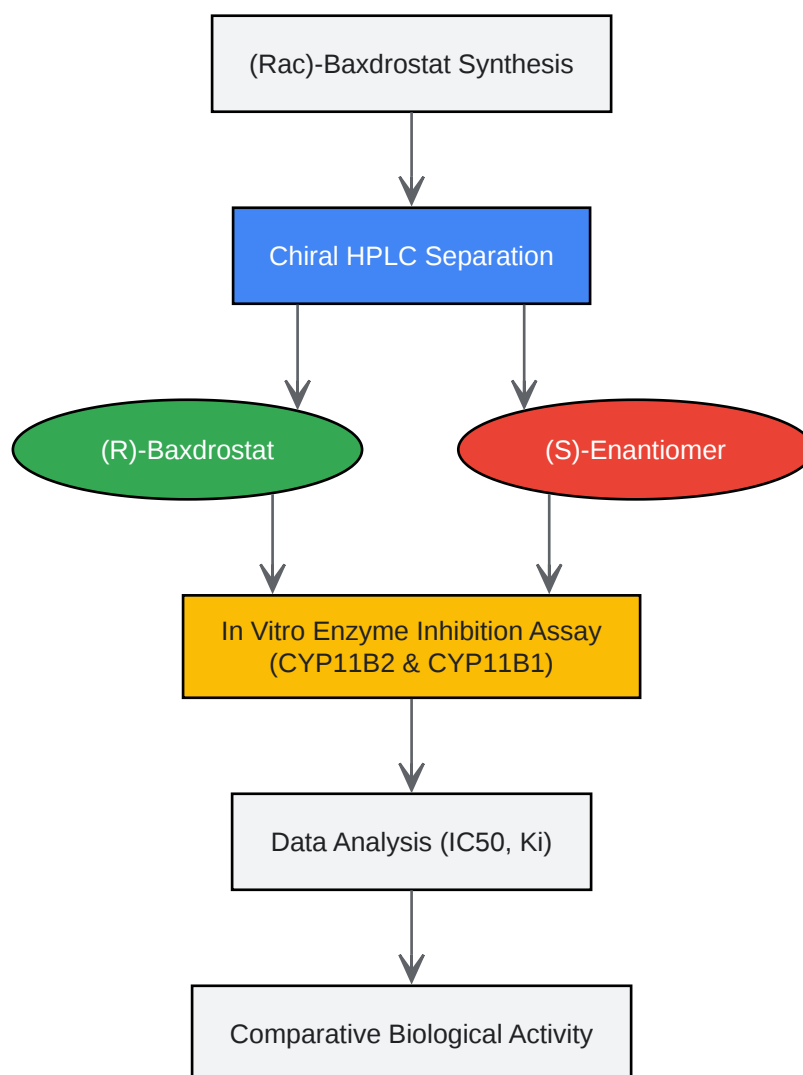 (Rac)-Baxdrostat Synthesis
Chiral HPLC Separation
(R)-Baxdrostat
(S)-Enantiomer
In Vitro Enzyme Inhibition Assay
(CYP11B2 & CYP11B1)
Data Analysis (IC50, Ki)
Comparative Biological Activity